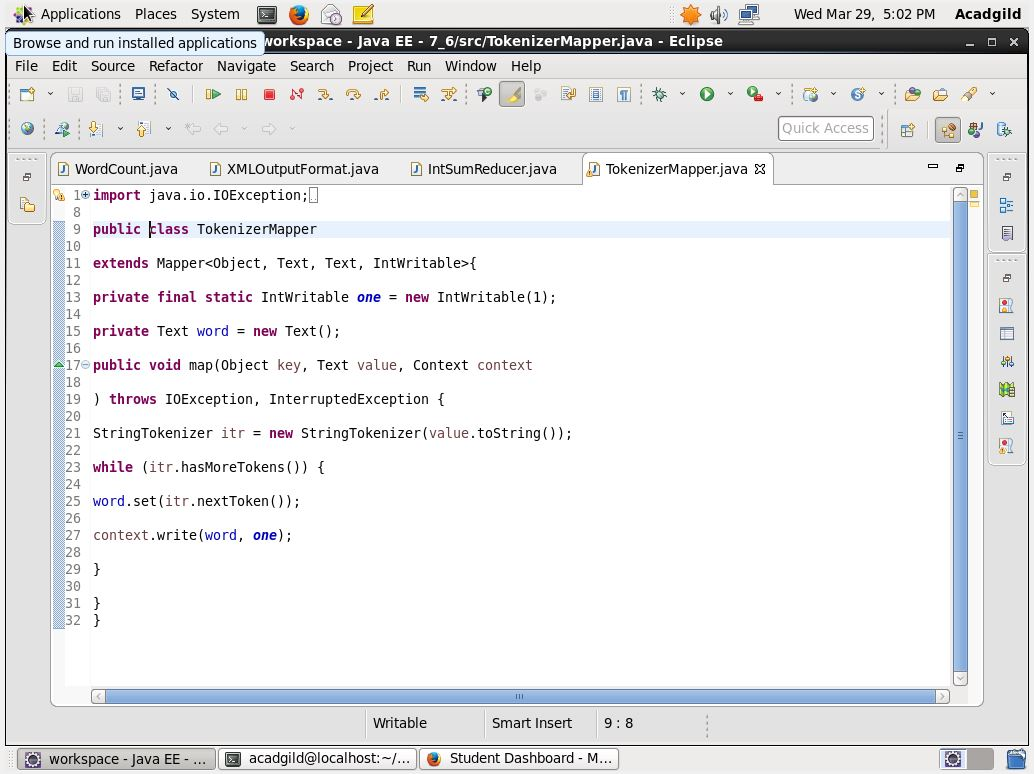 Applications Places System Wed Mar 29, 5:02 PM Acadgild
Browse and run installed applications workspace - Java EE - 7_6/src/TokenizerMapper.java - Eclipse
File Edit Source Refactor Navigate Search Project Run Window Help
Quick Access
WordCount.java XMLOutputFormat.java IntSumReducer.java TokenizerMapper.java
1 import java.io.IOException;
8
9 public class TokenizerMapper
10
11 extends Mapper<Object, Text, Text, IntWritable>{
12
13 private final static IntWritable one = new IntWritable(1);
14
15 private Text word = new Text();
16
17 public void map(Object key, Text value, Context context
18
19 ) throws IOException, InterruptedException {
20
21 StringTokenizer itr = new StringTokenizer(value.toString());
22
23 while (itr.hasMoreTokens()) {
24
25 word.set(itr.nextToken());
26
27 context.write(word, one);
28
29 }
30
31 }
32 }
Writable Smart Insert 9 : 8
workspace - Java EE - ... acadgild@localhost:~/... Student Dashboard - M...